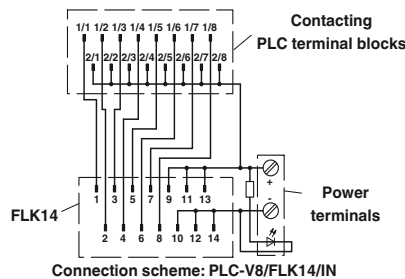 Contacting
PLC terminal blocks
1/1 1/2 1/3 1/4 1/5 1/6 1/7 1/8
2/1 2/2 2/3 2/4 2/5 2/6 2/7 2/8
1 3 5 7 9 11 13
+
-
Power
terminals
FLK14
2 4 6 8 10 12 14
Connection scheme: PLC-V8/FLK14/IN